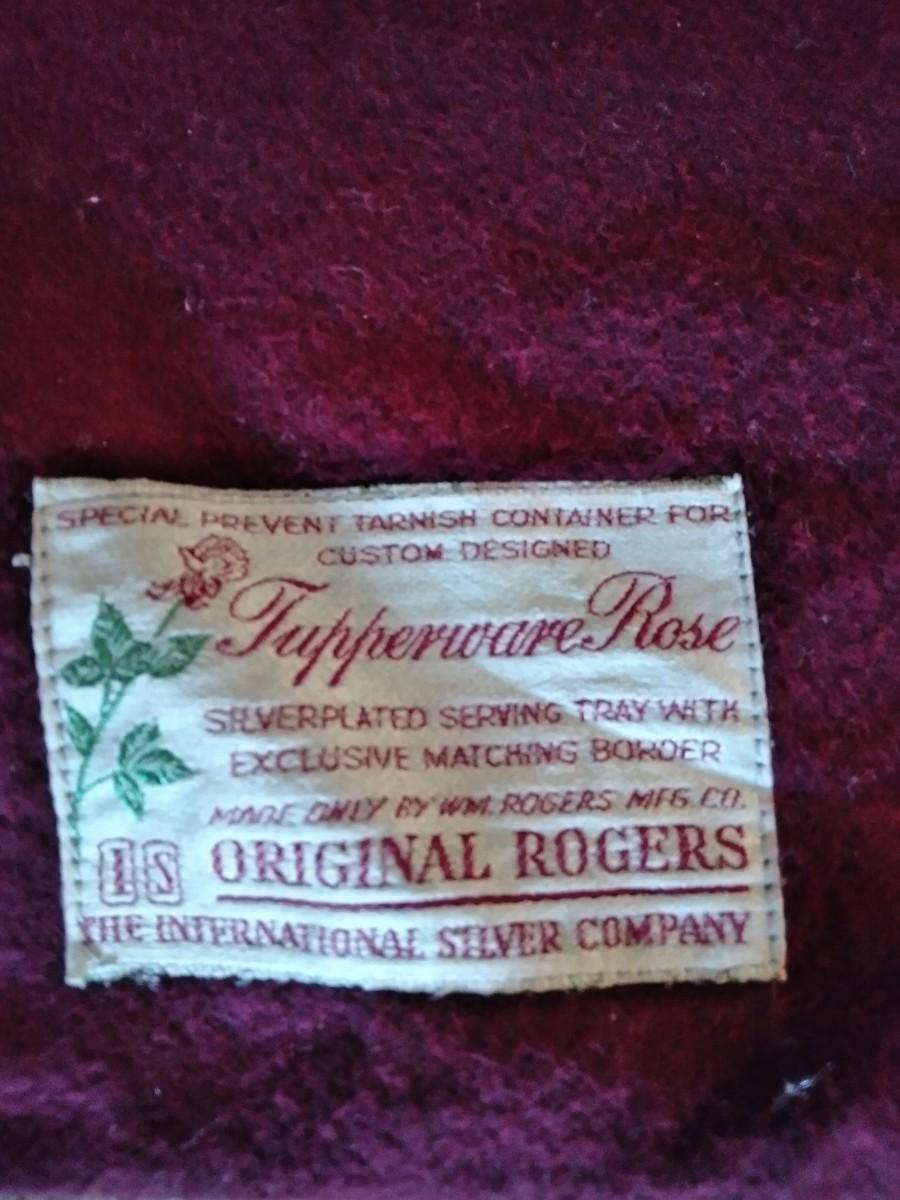 SPECIAL PREVENT TARNISH CONTAINER FOR
CUSTOM DESIGNED
Tupperware Rose
SILVERPLATED SERVING TRAY WITH
EXCLUSIVE MATCHING BORDER
MADE ONLY BY WM. ROGERS MFG. CO.
IS ORIGINAL ROGERS
THE INTERNATIONAL SILVER COMPANY